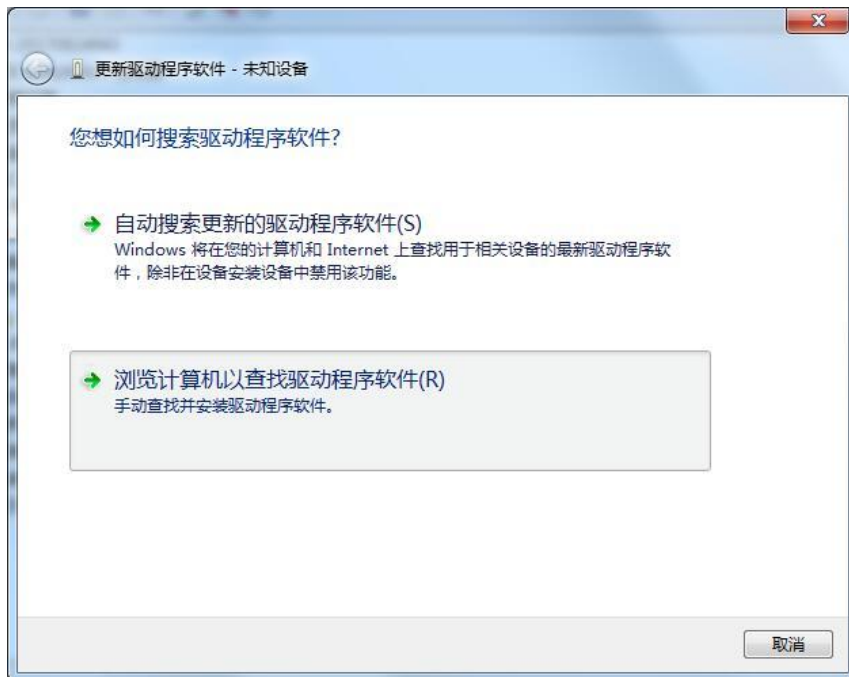 更新驱动程序软件 - 未知设备
您想如何搜索驱动程序软件?
自动搜索更新的驱动程序软件(S)
Windows 将在您的计算机和 Internet 上查找用于相关设备的最新驱动程序软
件，除非在设备安装设备中禁用该功能。
浏览计算机以查找驱动程序软件(R)
手动查找并安装驱动程序软件。
取消